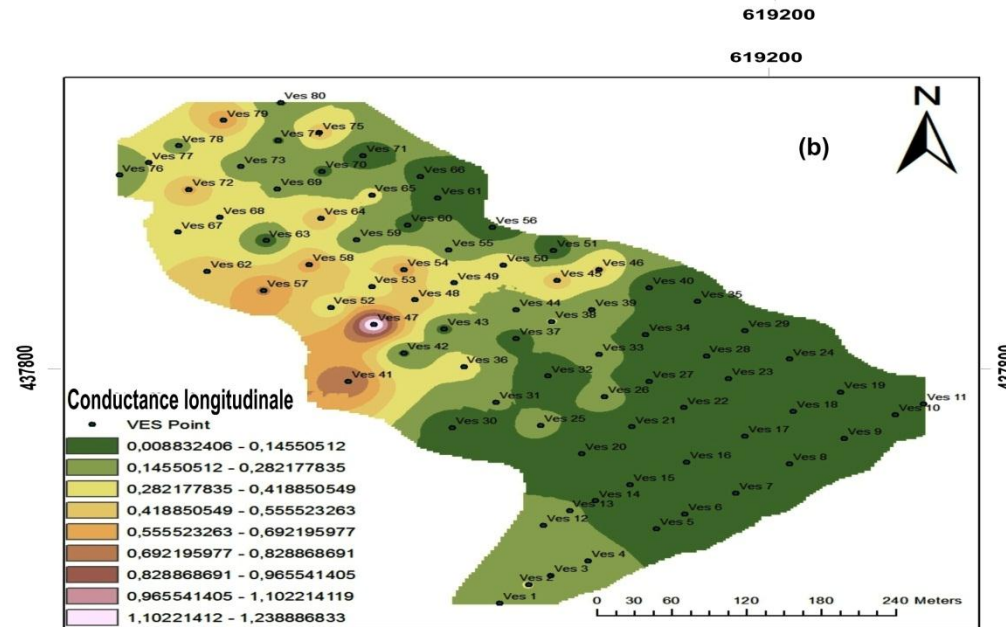 619200
619200
N
(b)
Ves 80
Ves 79
Ves 75
Ves 74
Ves 78
Ves 71
Ves 77
Ves 73
Ves 70
Ves 76
Ves 66
Ves 72
Ves 69
Ves 65
Ves 61
Ves 68
Ves 64
Ves 67
Ves 60
Ves 56
Ves 63
Ves 59
Ves 55
Ves 51
Ves 62
Ves 58
Ves 54
Ves 50
Ves 46
Ves 57
Ves 53
Ves 49
Ves 45
Ves 40
Ves 52
Ves 48
Ves 44
Ves 39
Ves 35
Ves 47
Ves 43
Ves 38
Ves 37
Ves 34
Ves 29
Ves 42
Ves 33
Ves 28
Ves 24
Ves 36
Ves 41
Ves 32
Ves 27
Ves 23
Ves 19
Ves 31
Ves 26
Ves 22
Ves 18
Ves 11
Ves 10
Ves 30
Ves 25
Ves 21
Ves 17
Ves 9
Ves 20
Ves 16
Ves 8
Ves 15
Ves 7
Ves 14
Ves 13
Ves 6
Ves 12
Ves 5
Ves 4
Ves 3
Ves 2
Ves 1
437800
437800
Conductance longitudinale
VES Point
0,008832406 - 0,14550512
0,14550512 - 0,282177835
0,282177835 - 0,418850549
0,418850549 - 0,555523263
0,555523263 - 0,692195977
0,692195977 - 0,828868691
0,828868691 - 0,965541405
0,965541405 - 1,102214119
1,10221412 - 1,238886833
0 30 60 120 180 240 Meters